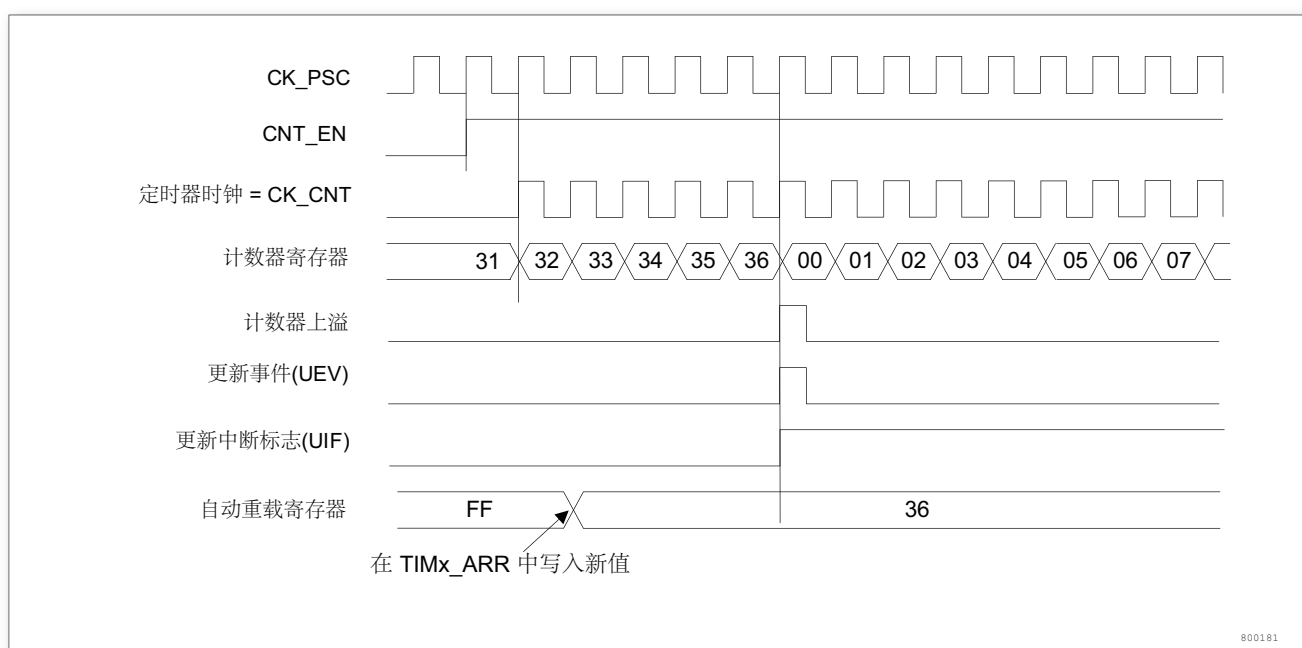 CK_PSC
CNT_EN
定时器时钟 = CK_CNT
计数器寄存器
31 32 33 34 35 36 00 01 02 03 04 05 06 07
计数器上溢
更新事件(UEV)
更新中断标志(UIF)
自动重载寄存器
FF 36
在 TIMx_ARR 中写入新值
800181